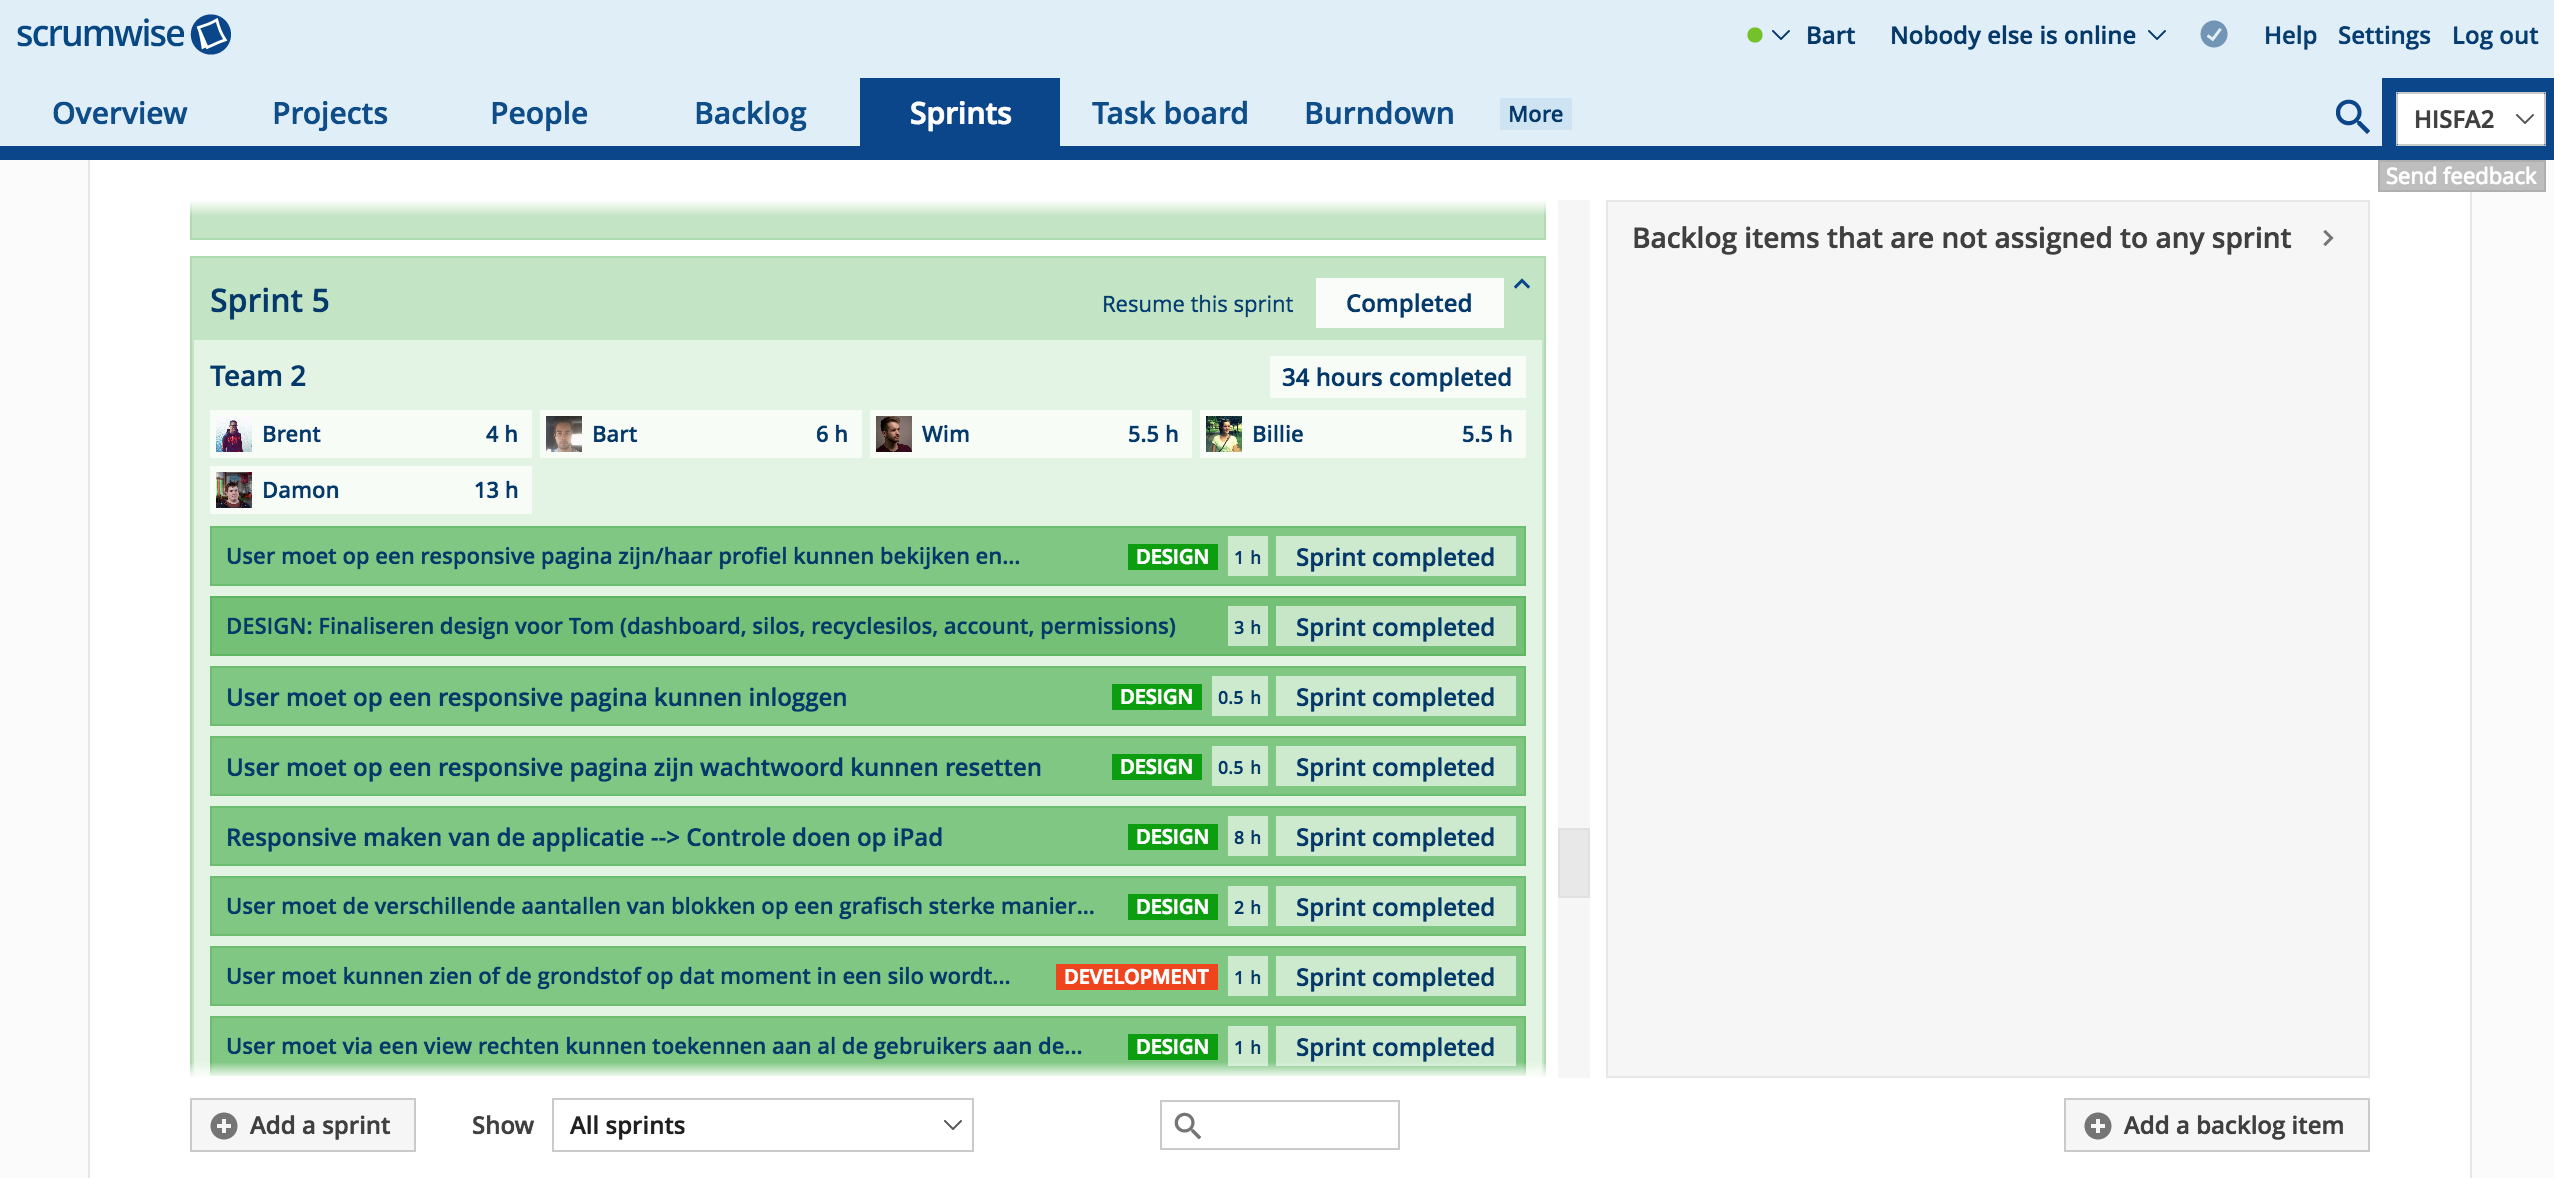 scrumwise
Bart Nobody else is online Help Settings Log out
Overview Projects People Backlog Sprints Task board Burndown More HISFA2
Send feedback
Backlog items that are not assigned to any sprint
Sprint 5 Resume this sprint Completed
Team 2 34 hours completed
Brent 4 h Bart 6 h Wim 5.5 h Billie 5.5 h
Damon 13 h
User moet op een responsive pagina zijn/haar profiel kunnen bekijken en... DESIGN 1 h Sprint completed
DESIGN: Finaliseren design voor Tom (dashboard, silos, recyclesilos, account, permissions) 3 h Sprint completed
User moet op een responsive pagina kunnen inloggen DESIGN 0.5 h Sprint completed
User moet op een responsive pagina zijn wachtwoord kunnen resetten DESIGN 0.5 h Sprint completed
Responsive maken van de applicatie --> Controle doen op iPad DESIGN 8 h Sprint completed
User moet de verschillende aantallen van blokken op een grafisch sterke manier... DESIGN 2 h Sprint completed
User moet kunnen zien of de grondstof op dat moment in een silo wordt... DEVELOPMENT 1 h Sprint completed
User moet via een view rechten kunnen toekennen aan al de gebruikers aan de... DESIGN 1 h Sprint completed
Add a sprint Show All sprints Add a backlog item